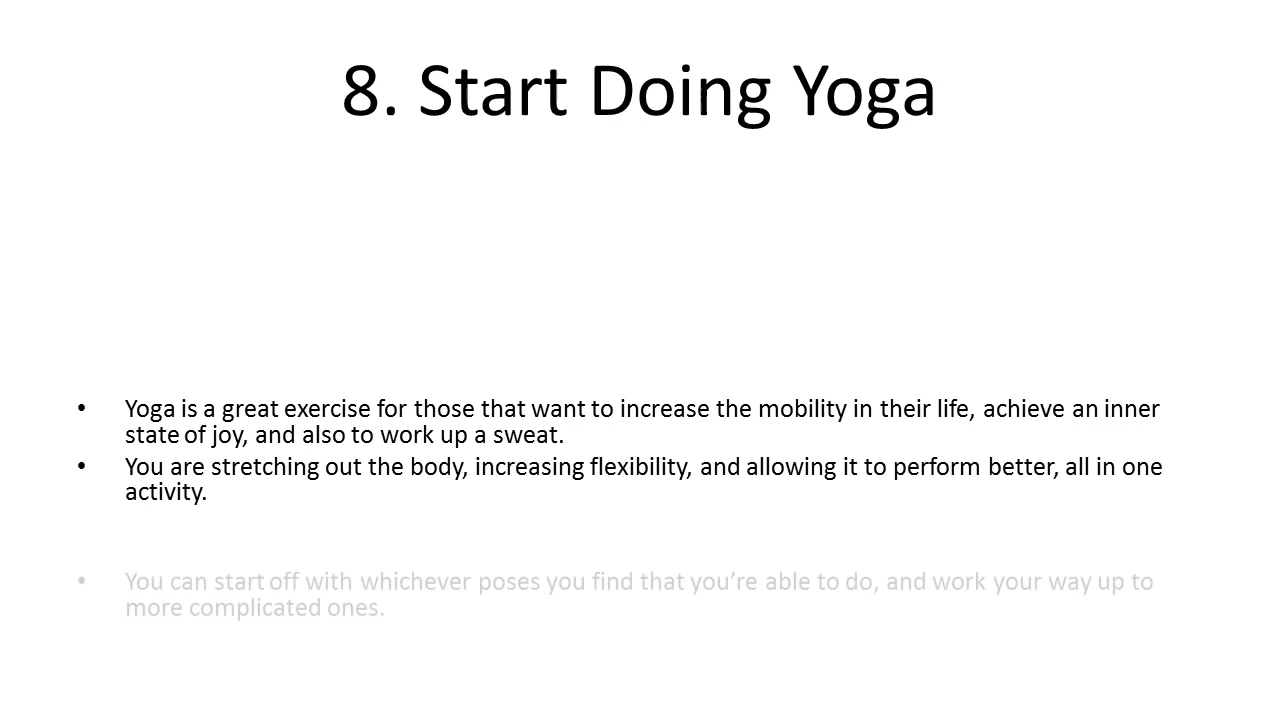 8. Start Doing Yoga
• Yoga is a great exercise for those that want to increase the mobility in their life, achieve an inner
state of joy, and also to work up a sweat.
• You are stretching out the body, increasing flexibility, and allowing it to perform better, all in one
activity.
• You can start off with whichever poses you find that you’re able to do, and work your way up to
more complicated ones.